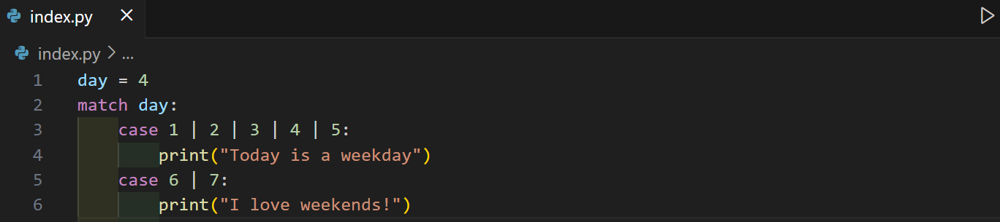 index.py ×
index.py > ...
1 day = 4
2 match day:
3     case 1 | 2 | 3 | 4 | 5:
4         print("Today is a weekday")
5     case 6 | 7:
6         print("I love weekends!")